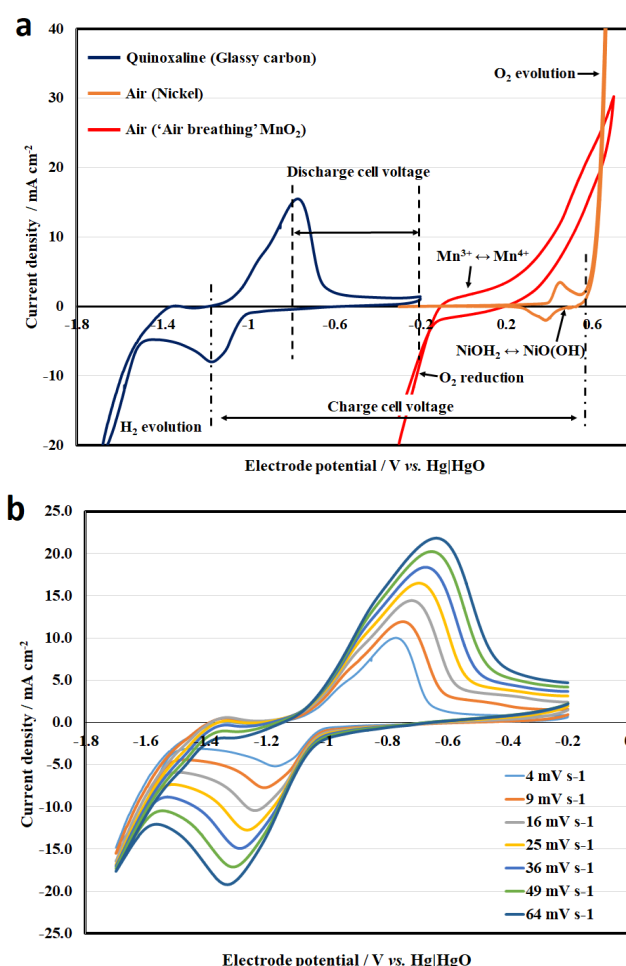 a
40
Quinoxaline (Glassy carbon)
O2 evolution
30
Air (Nickel)
Air (‘Air breathing’ MnO2)
20
Discharge cell voltage
Current density / mA cm-2
10
Mn3+ ↔ Mn4+
0
-1.8 -1.4 -1 -0.6 -0.2 0.2 0.6
NiOH2 ↔ NiO(OH)
-10
O2 reduction
H2 evolution
Charge cell voltage
-20
Electrode potential / V vs. Hg|HgO
b
25.0
20.0
15.0
10.0
5.0
0.0
-1.8 -1.6 -1.4 -1.2 -1.0 -0.8 -0.6 -0.4 -0.2 0
-5.0
-10.0
-15.0
-20.0
-25.0
Current density / mA cm-2
4 mV s-1
9 mV s-1
16 mV s-1
25 mV s-1
36 mV s-1
49 mV s-1
64 mV s-1
Electrode potential / V vs. Hg|HgO